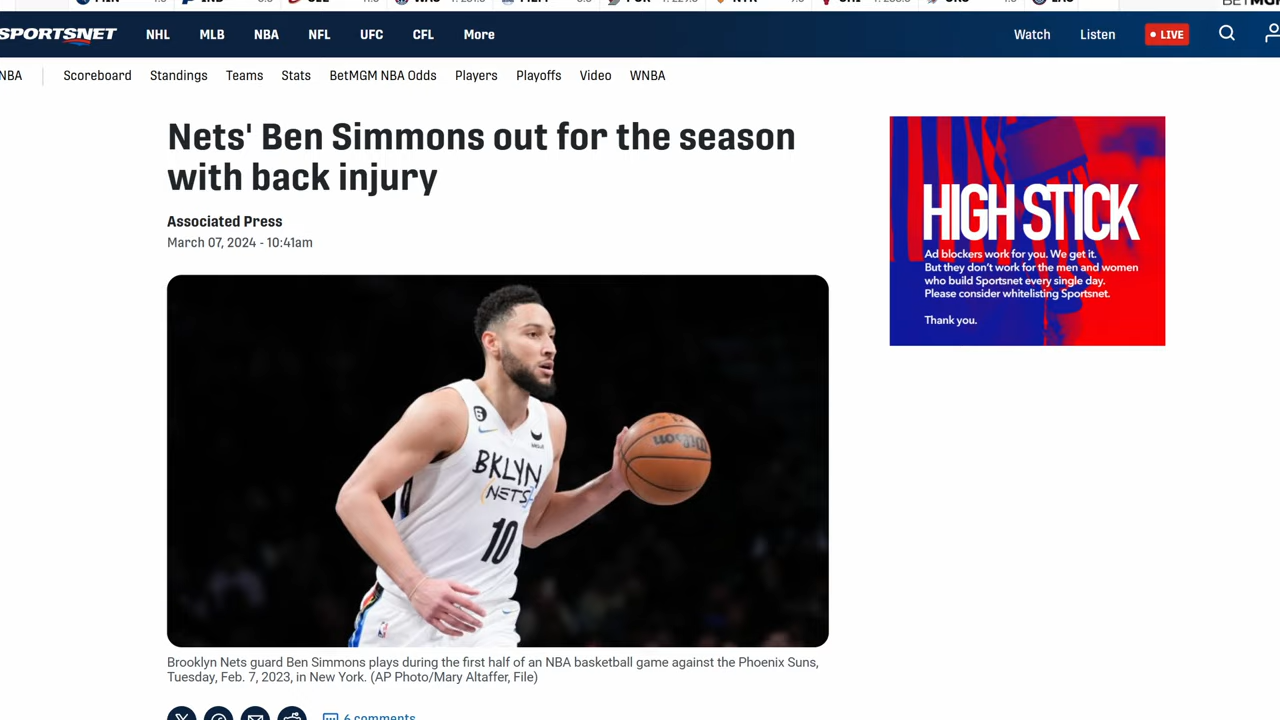 SPORTSNET NHL MLB NBA NFL UFC CFL More Watch Listen LIVE
NBA Scoreboard Standings Teams Stats BetMGM NBA Odds Players Playoffs Video WNBA
Nets' Ben Simmons out for the season
with back injury
Associated Press
March 07, 2024 - 10:41am
HIGH STICK
Ad blockers work for you. We get it.
But they don't work for the men and women
who build Sportsnet every single day.
Please consider whitelisting Sportsnet.
Thank you.
6
BKLYN
NETS
10
Wilson
Brooklyn Nets guard Ben Simmons plays during the first half of an NBA basketball game against the Phoenix Suns,
Tuesday, Feb. 7, 2023, in New York. (AP Photo/Mary Altaffer, File)
6 comments